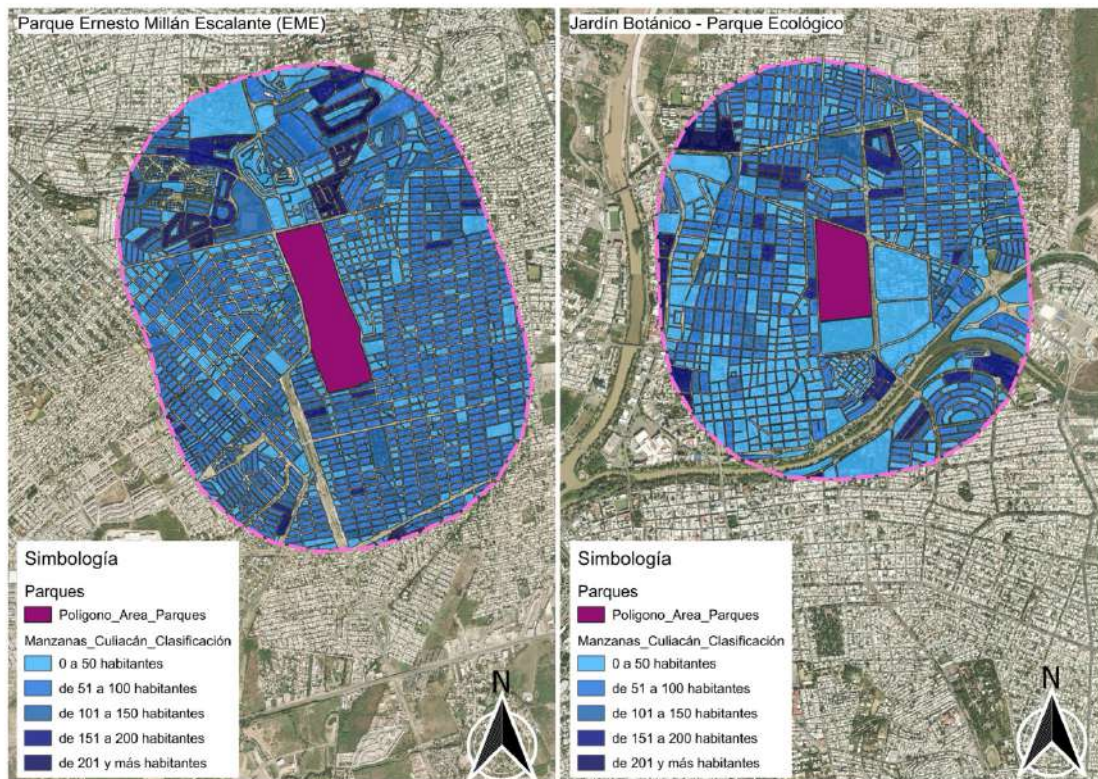 Parque Ernesto Millán Escalante (EME)
Simbología
Parques
Polígono_Area_Parques
Manzanas_Culiacán_Clasificación
0 a 50 habitantes
de 51 a 100 habitantes
de 101 a 150 habitantes
de 151 a 200 habitantes
de 201 y más habitantes
N
Jardín Botánico - Parque Ecológico
Simbología
Parques
Polígono_Area_Parques
Manzanas_Culiacán_Clasificación
0 a 50 habitantes
de 51 a 100 habitantes
de 101 a 150 habitantes
de 151 a 200 habitantes
de 201 y más habitantes
N